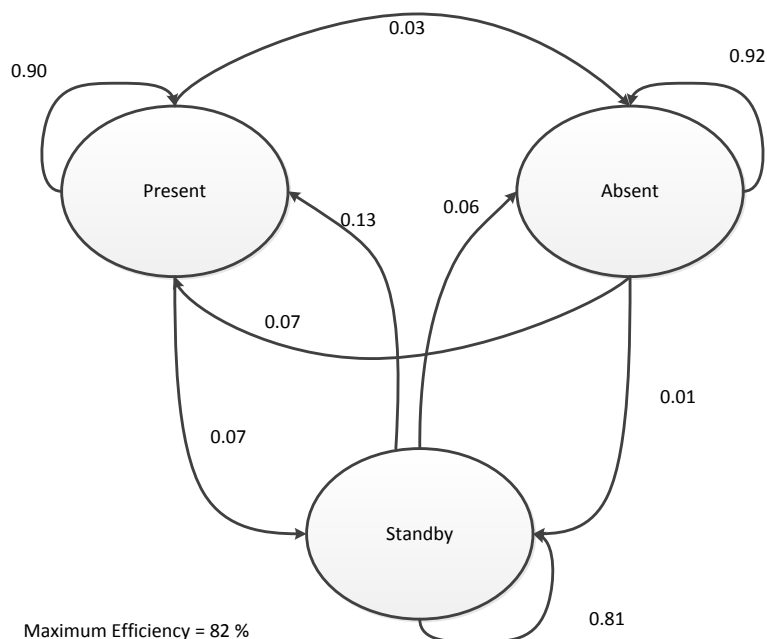 0.03
0.90
0.92
Present
Absent
0.13
0.06
0.07
0.01
0.07
Standby
0.81
Maximum Efficiency = 82 %